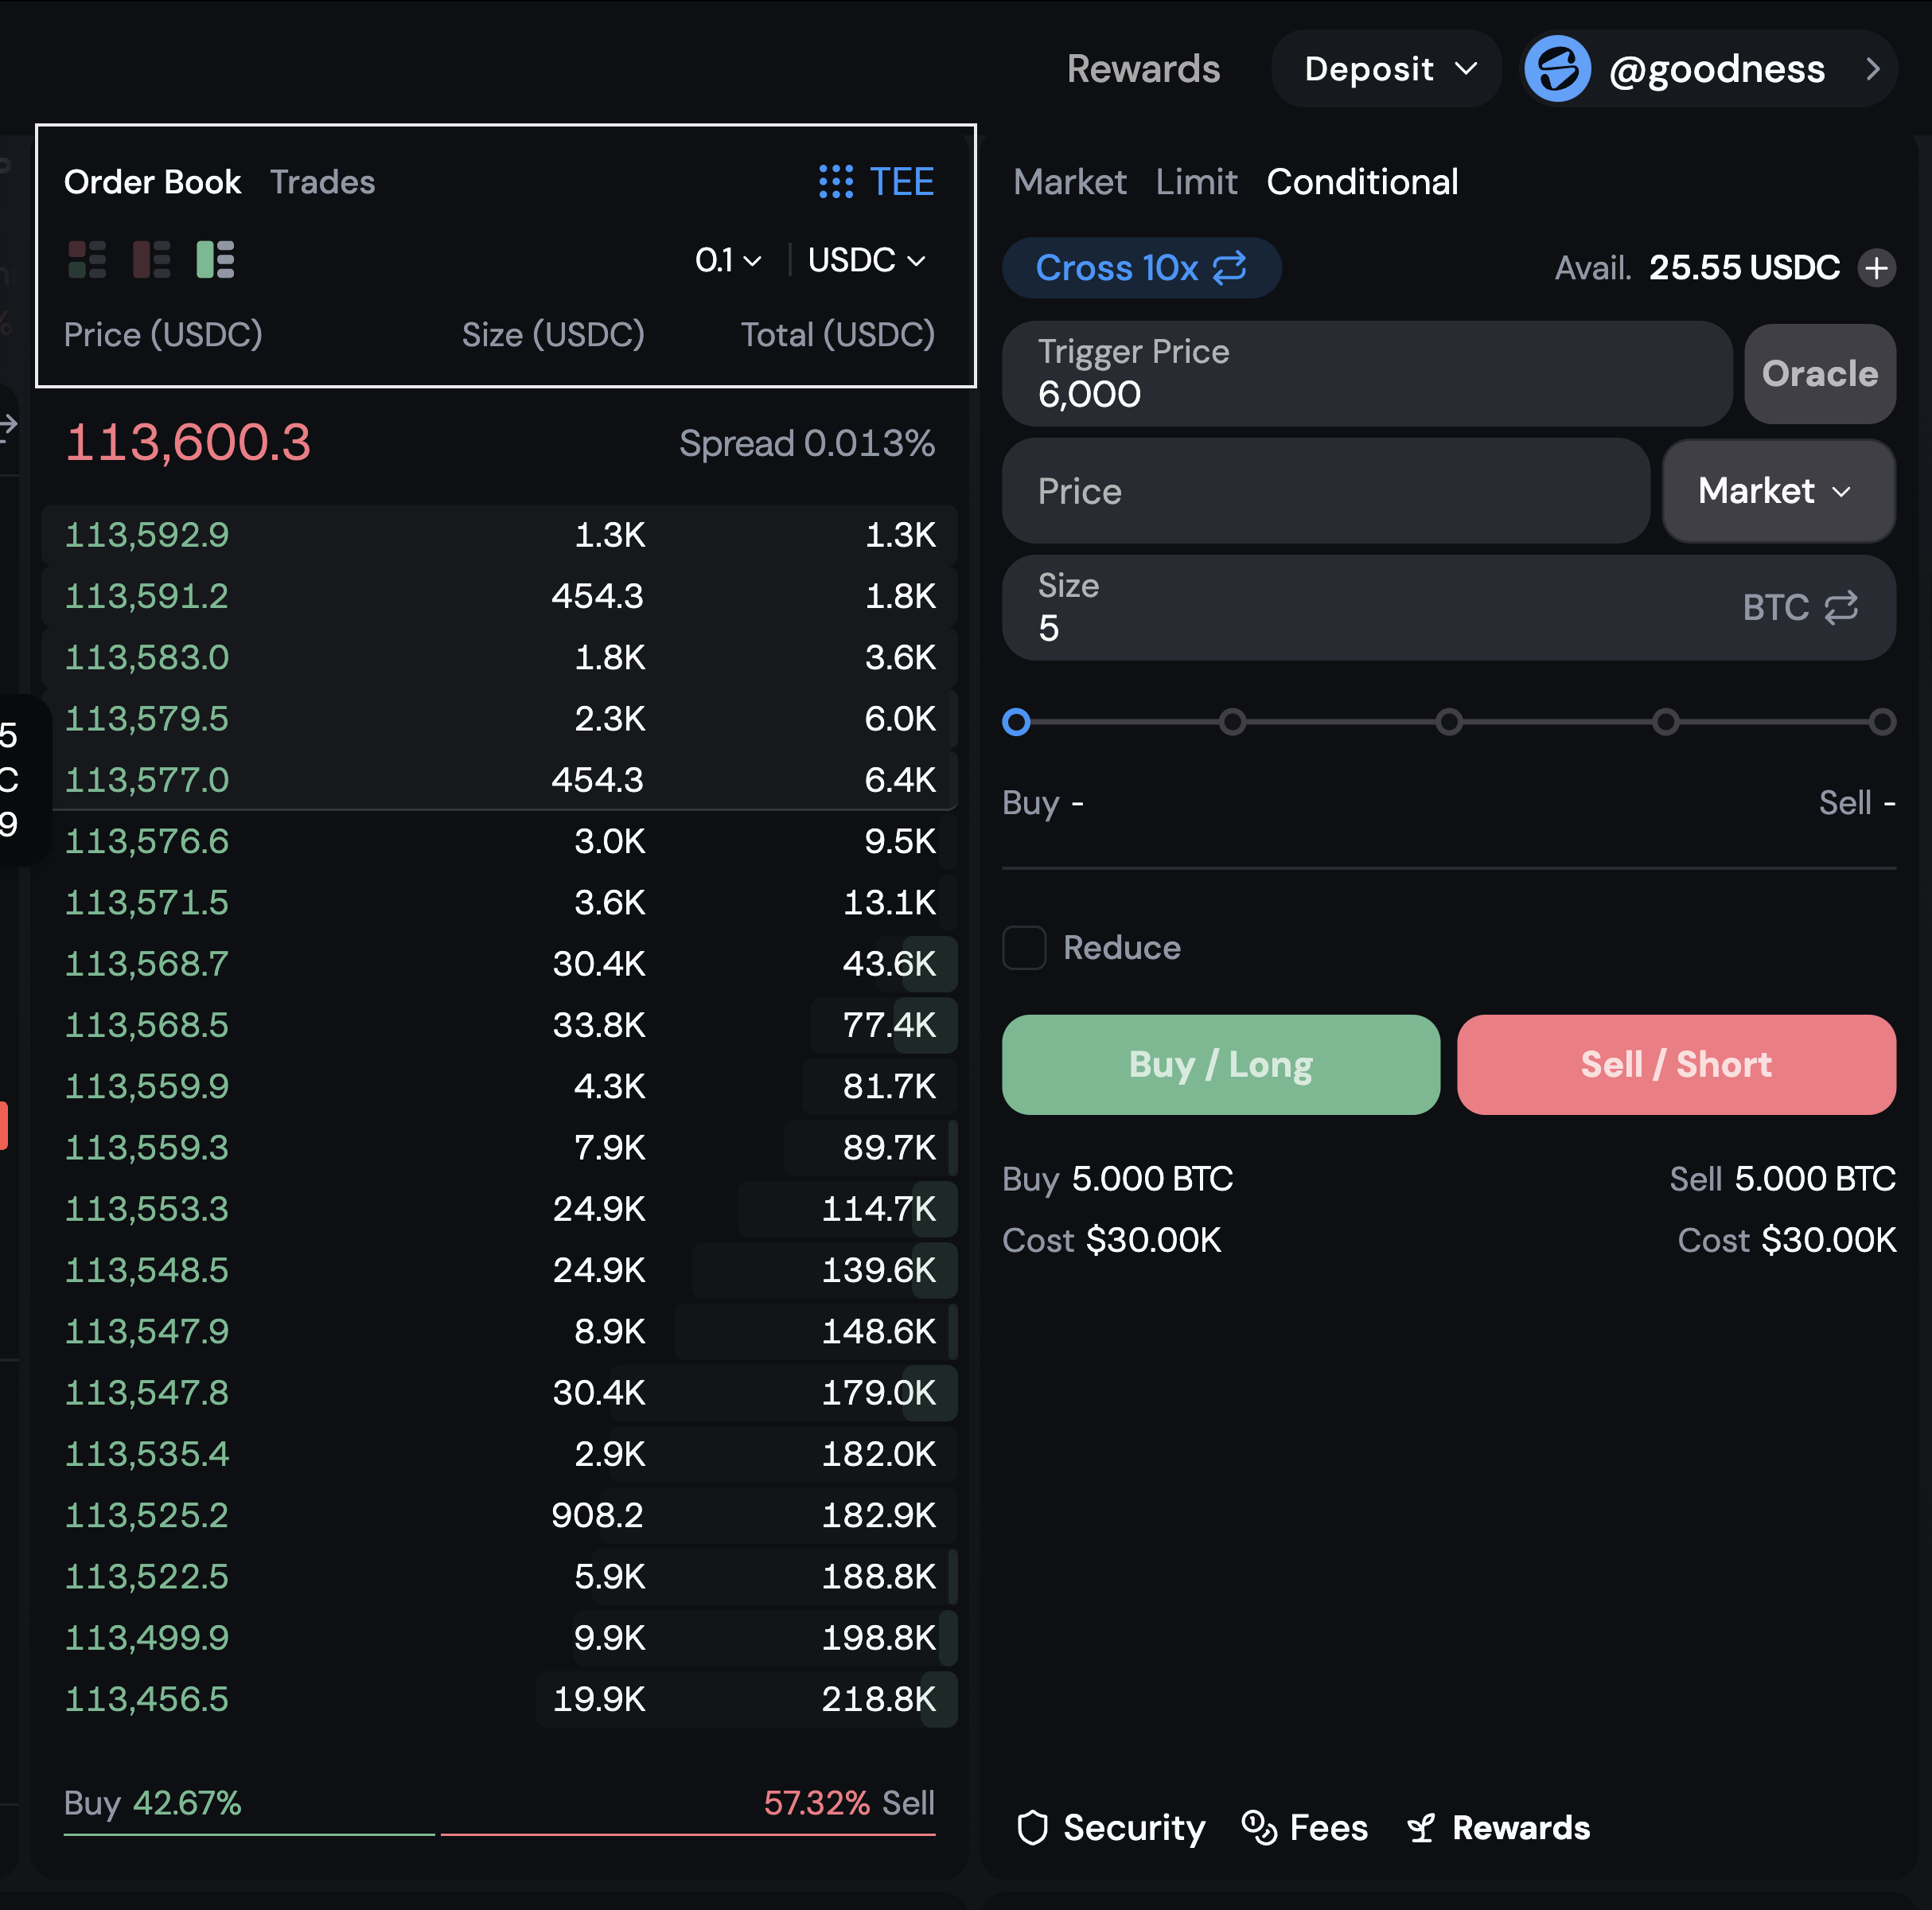 Rewards Deposit @goodness
Order Book Trades TEE
0.1 USDC
Price (USDC) Size (USDC) Total (USDC)
113,600.3 Spread 0.013%
113,592.9 1.3K 1.3K
113,591.2 454.3 1.8K
113,583.0 1.8K 3.6K
113,579.5 2.3K 6.0K
113,577.0 454.3 6.4K
113,576.6 3.0K 9.5K
113,571.5 3.6K 13.1K
113,568.7 30.4K 43.6K
113,568.5 33.8K 77.4K
113,559.9 4.3K 81.7K
113,559.3 7.9K 89.7K
113,553.3 24.9K 114.7K
113,548.5 24.9K 139.6K
113,547.9 8.9K 148.6K
113,547.8 30.4K 179.0K
113,535.4 2.9K 182.0K
113,525.2 908.2 182.9K
113,522.5 5.9K 188.8K
113,499.9 9.9K 198.8K
113,456.5 19.9K 218.8K
Buy 42.67% 57.32% Sell
Market Limit Conditional
Cross 10x Avail. 25.55 USDC
Trigger Price
6,000
Oracle
Price Market
Size
5
BTC
Buy - Sell -
Reduce
Buy / Long Sell / Short
Buy 5.000 BTC Sell 5.000 BTC
Cost $30.00K Cost $30.00K
Security Fees Rewards
5
C
9